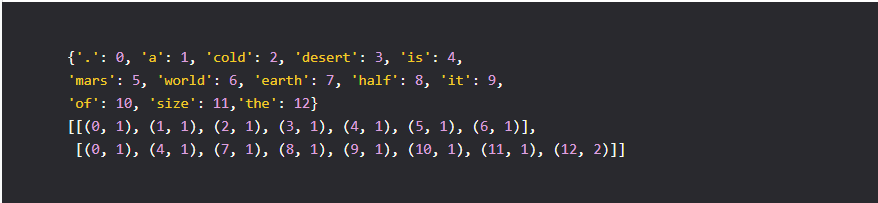 {'.': 0, 'a': 1, 'cold': 2, 'desert': 3, 'is': 4,
'mars': 5, 'world': 6, 'earth': 7, 'half': 8, 'it': 9,
'of': 10, 'size': 11,'the': 12}
[[(0, 1), (1, 1), (2, 1), (3, 1), (4, 1), (5, 1), (6, 1)],
[(0, 1), (4, 1), (7, 1), (8, 1), (9, 1), (10, 1), (11, 1), (12, 2)]]